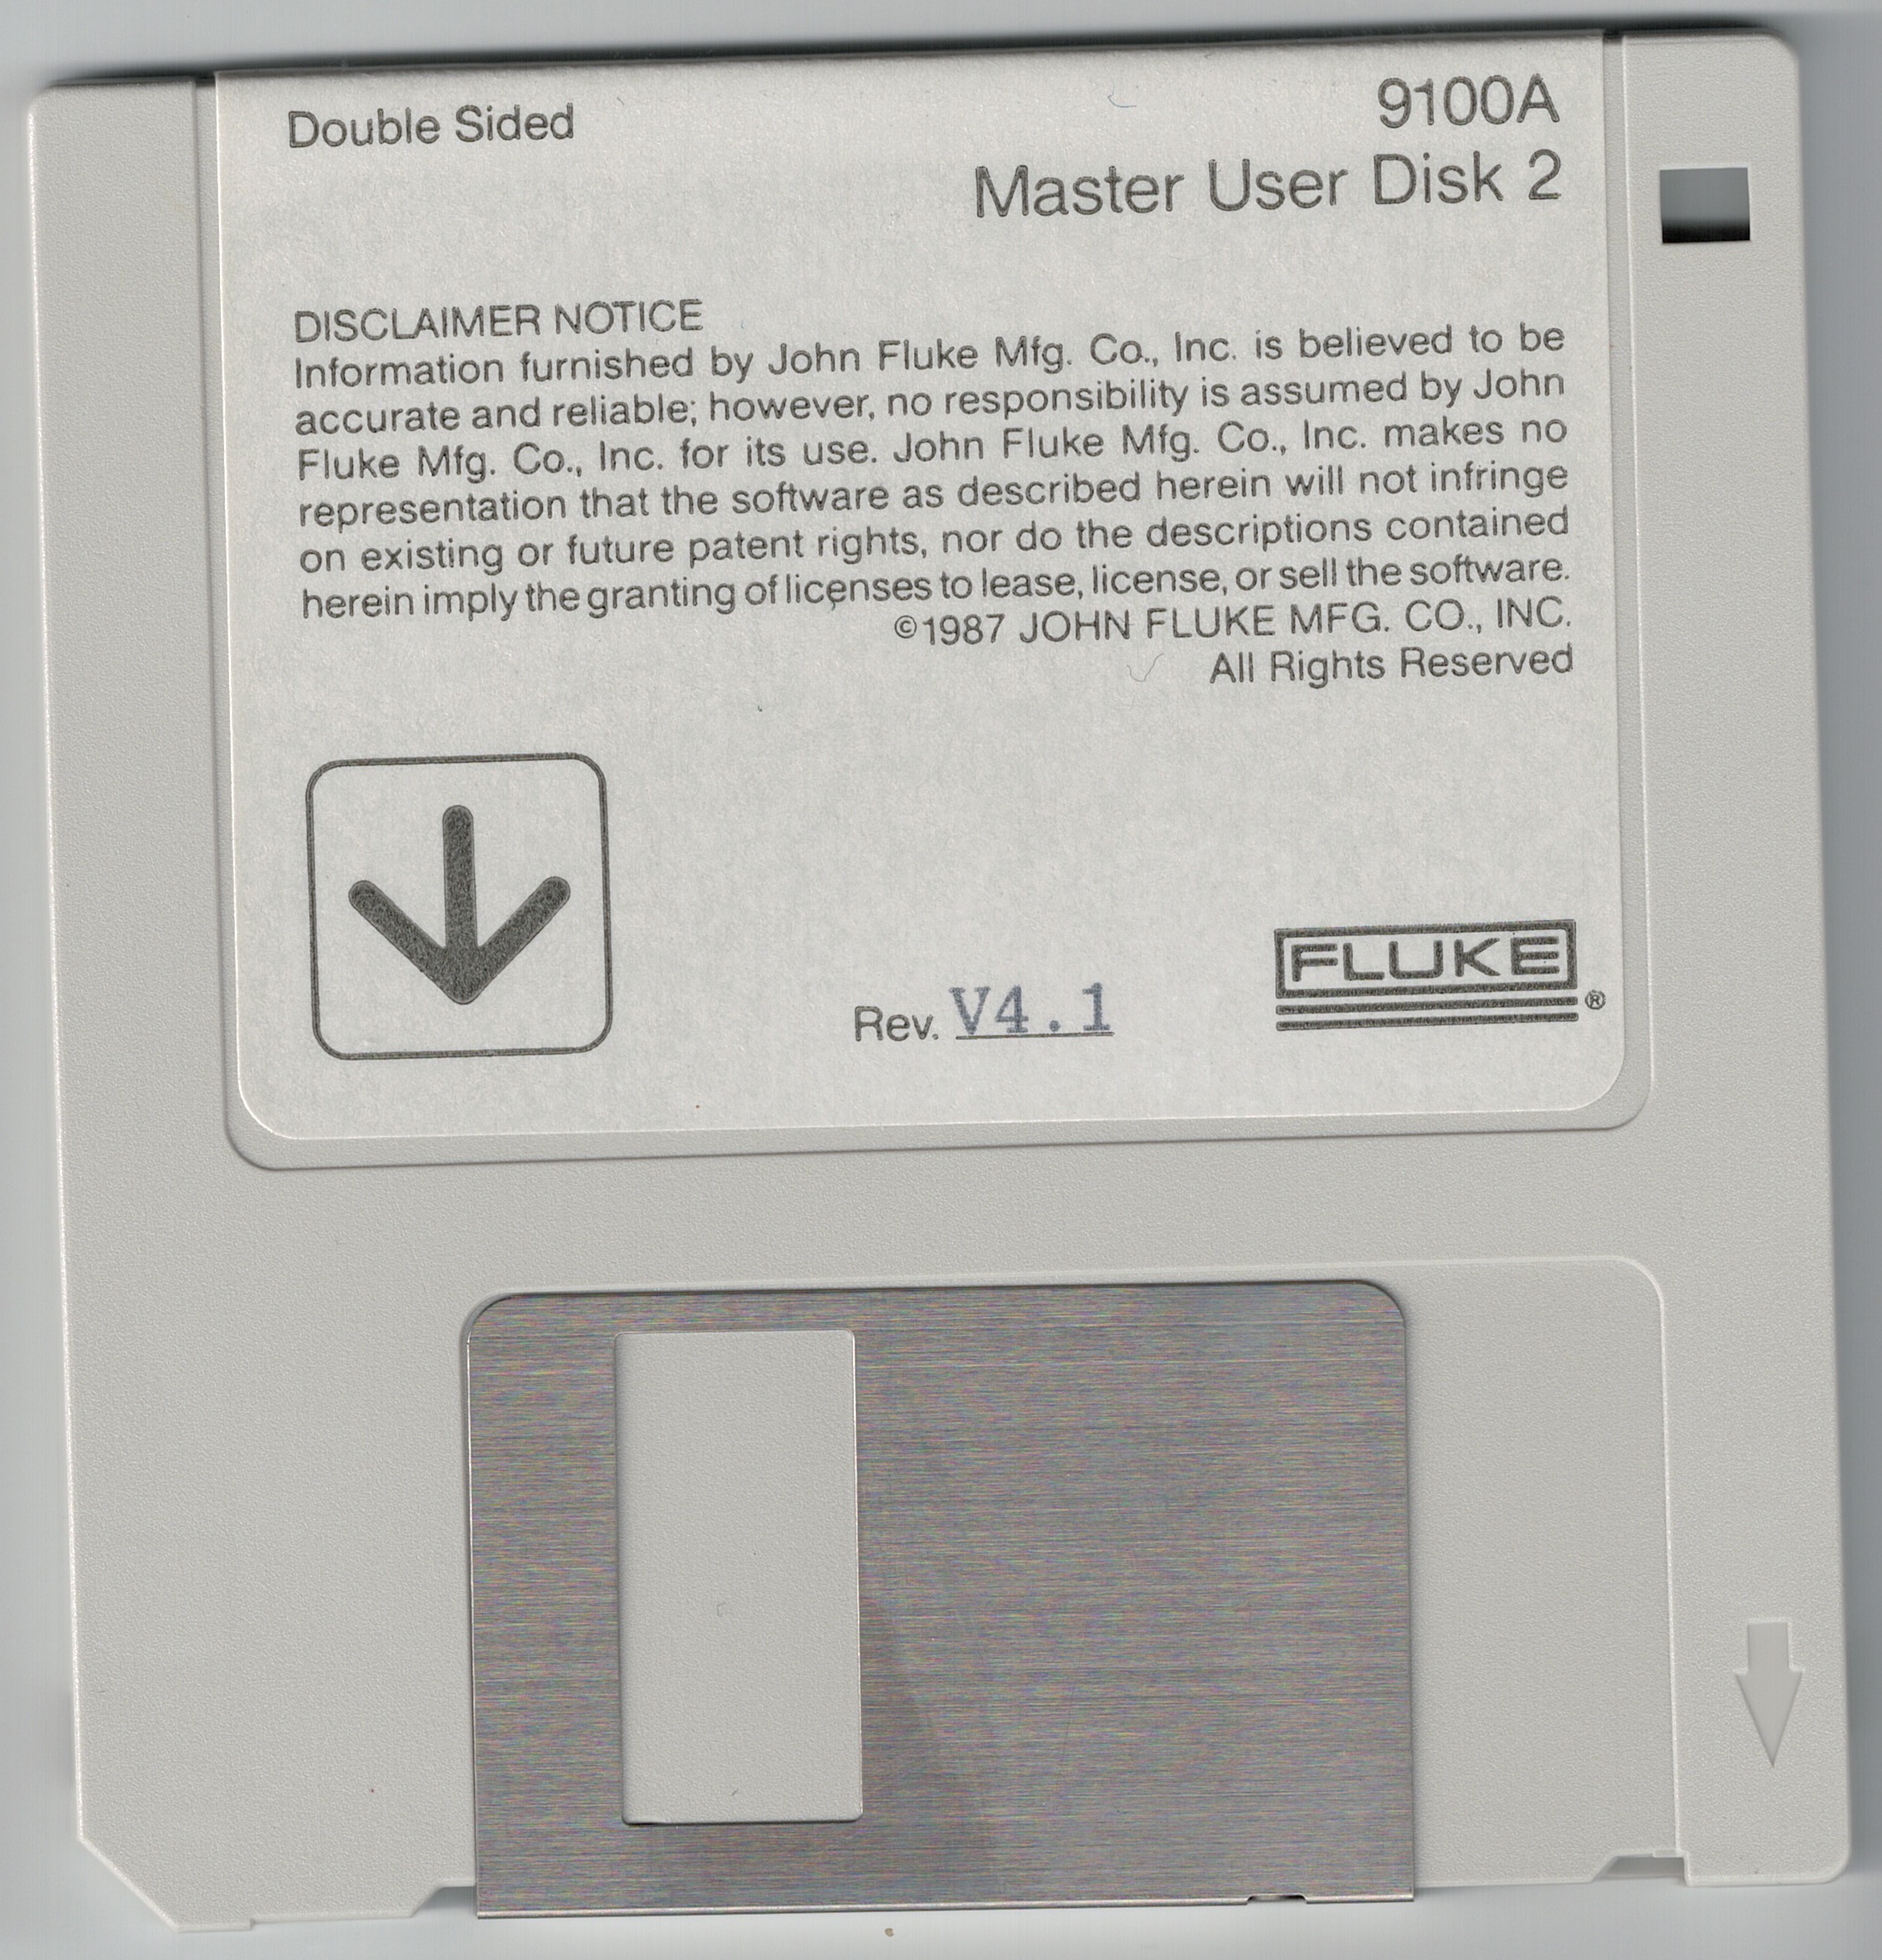 Double Sided
9100A
Master User Disk 2
DISCLAIMER NOTICE
Information furnished by John Fluke Mfg. Co., Inc. is believed to be
accurate and reliable; however, no responsibility is assumed by John
Fluke Mfg. Co., Inc. for its use. John Fluke Mfg. Co., Inc. makes no
representation that the software as described herein will not infringe
on existing or future patent rights, nor do the descriptions contained
herein imply the granting of licenses to lease, license, or sell the software.
©1987 JOHN FLUKE MFG. CO., INC.
All Rights Reserved
Rev. V4.1
FLUKE®